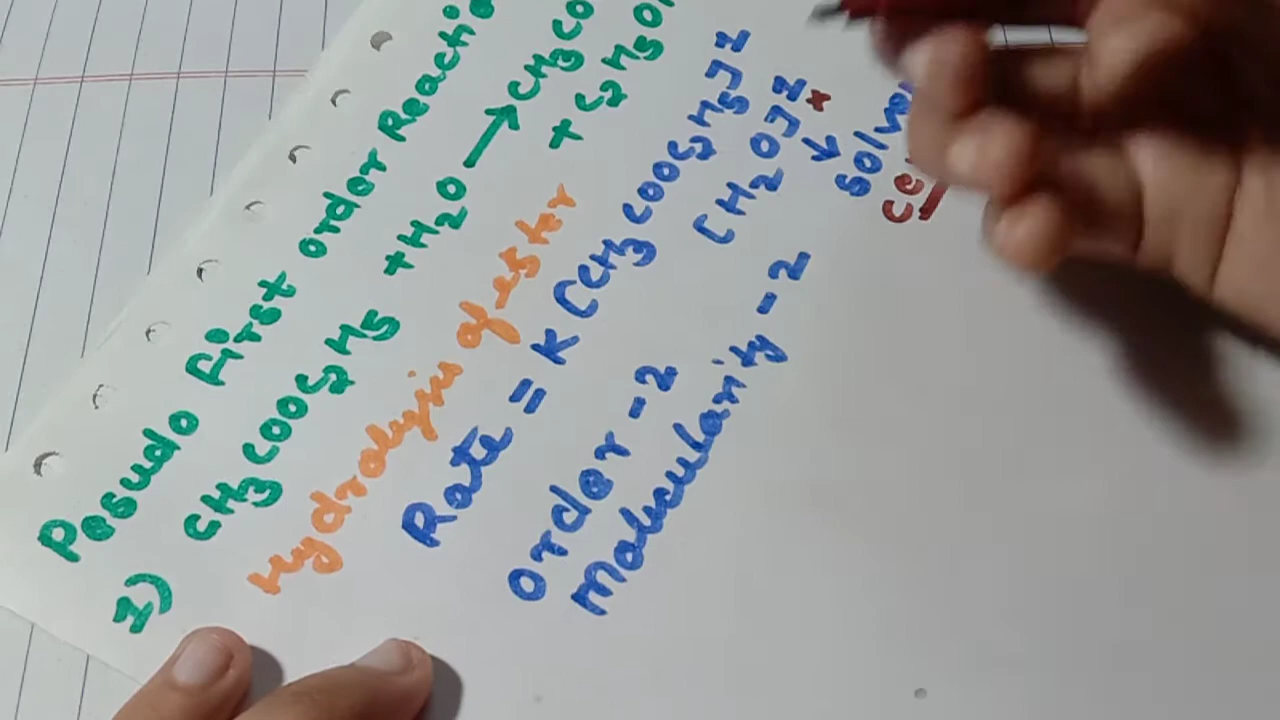 Pesudo First order Reactio
1) CH3COOC2H5 + H2O → CH3CO
+ C2H5O
Hydrolysis of ester
Rate = K [CH3COOC2H5]1
[H2O]1 x
↓
Solve
Order - 2
Molecularity - 2